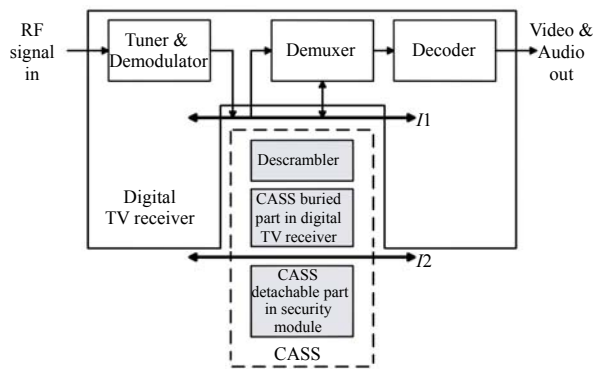 RF
signal
in
Tuner &
Demodulator
Demuxer
Decoder
Video &
Audio
out
I1
Descrambler
Digital
TV receiver
CASS buried
part in digital
TV receiver
I2
CASS
detachable part
in security
module
CASS